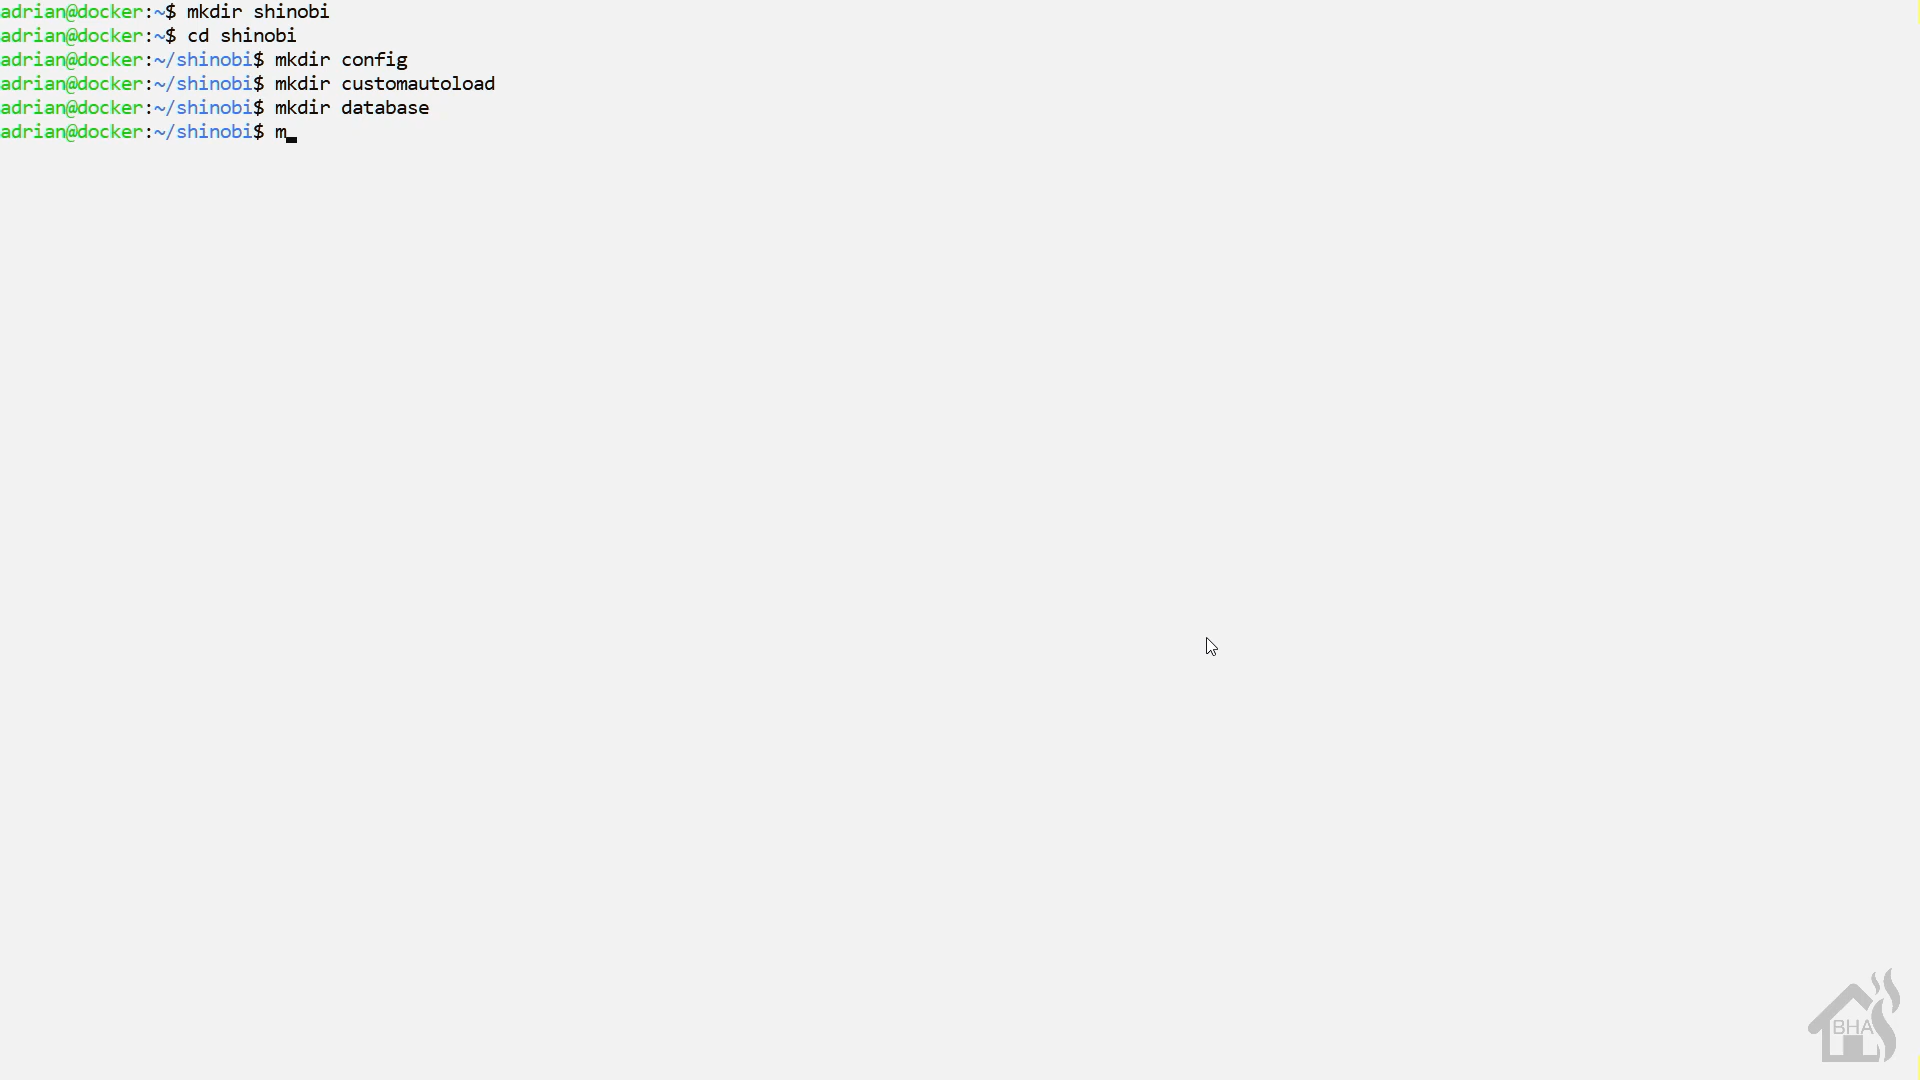 adrian@docker:~$ mkdir shinobi
adrian@docker:~$ cd shinobi
adrian@docker:~/shinobi$ mkdir config
adrian@docker:~/shinobi$ mkdir customautoload
adrian@docker:~/shinobi$ mkdir database
adrian@docker:~/shinobi$ m
BHA